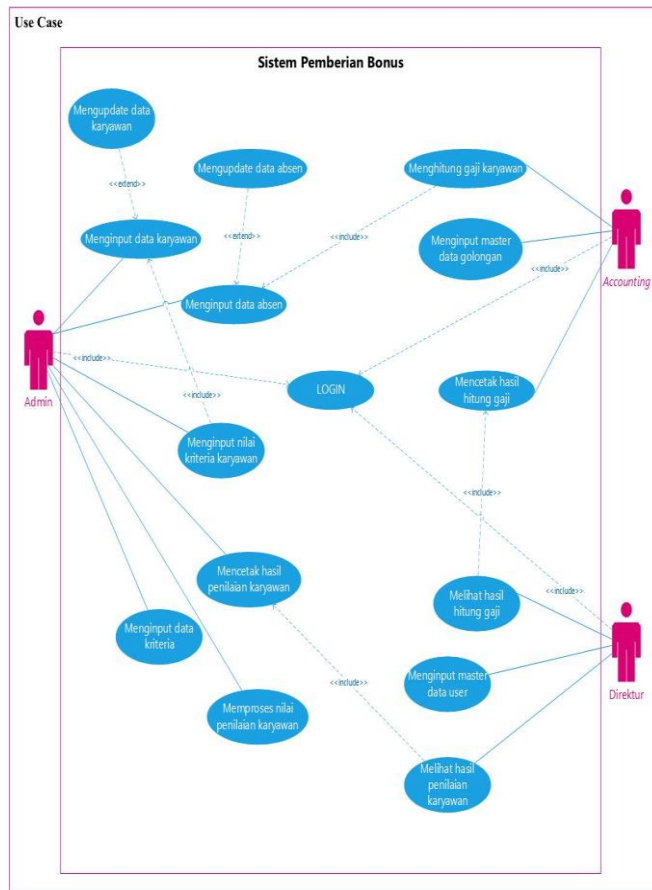 Use Case
Sistem Pemberian Bonus
Mengupdate data
karyawan
Mengupdate data absen
Menghitung gaji karyawan
<<extend>>
<<extend>>
<<include>>
Menginput data karyawan
Menginput master
data golongan
<<include>>
Accounting
Menginput data absen
<<include>>
Admin
LOGIN
Mencetak hasil
hitung gaji
<<include>>
Menginput nilai
kriteria karyawan
<<include>>
Mencetak hasil
penilaian karyawan
Melihat hasil
hitung gaji
<<include>>
Menginput data
kriteria
<<include>>
Menginput master
data user
Direktur
Memproses nilai
penilaian karyawan
Melihat hasil
penilaian
karyawan